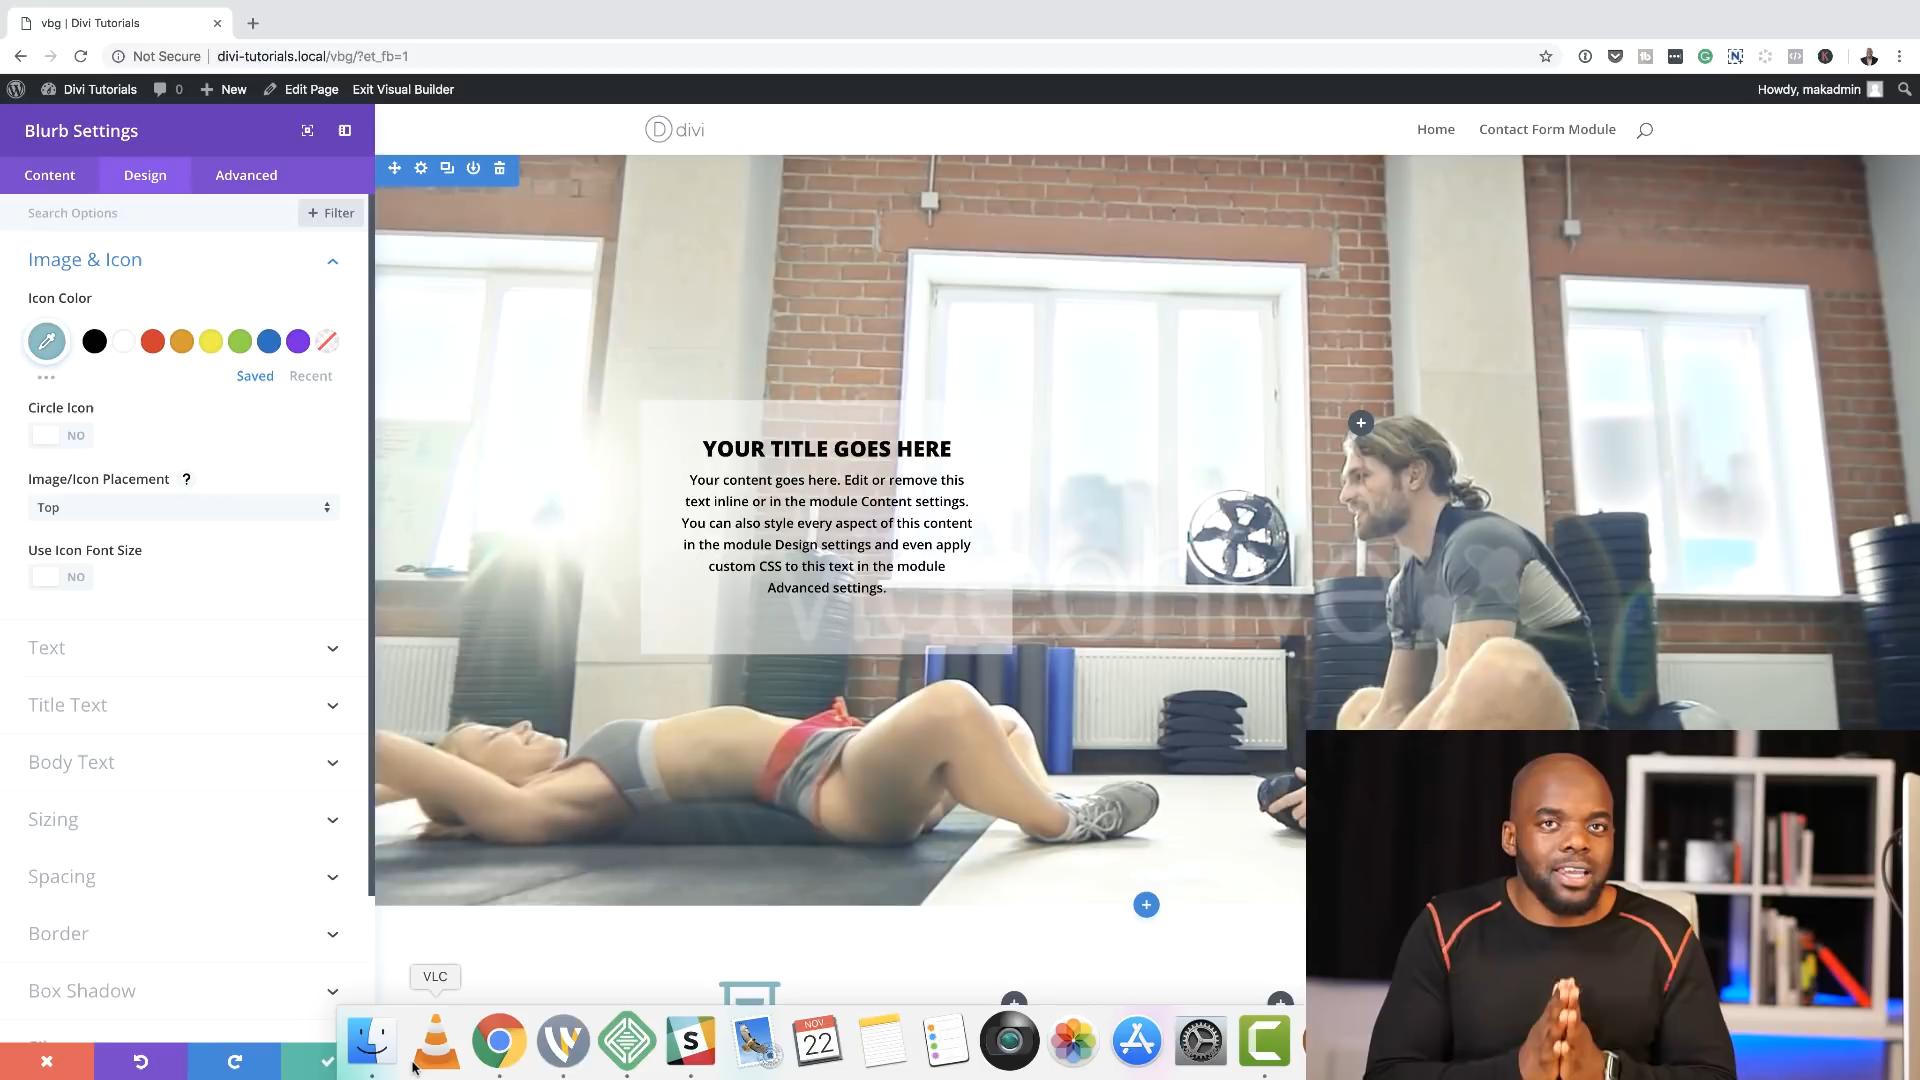 vbg | Divi Tutorials
Not Secure | divi-tutorials.local/vbg/?et_fb=1
Divi Tutorials 0 New Edit Page Exit Visual Builder Howdy, makadmin
Blurb Settings
divi
Home Contact Form Module
Content Design Advanced
Search Options + Filter
Image & Icon
Icon Color
Saved Recent
Circle Icon
NO
Image/Icon Placement ?
Top
Use Icon Font Size
NO
Text
Title Text
Body Text
Sizing
Spacing
Border
Box Shadow
YOUR TITLE GOES HERE
Your content goes here. Edit or remove this
text inline or in the module Content settings.
You can also style every aspect of this content
in the module Design settings and even apply
custom CSS to this text in the module
Advanced settings.
videohive
VLC
NOV
22